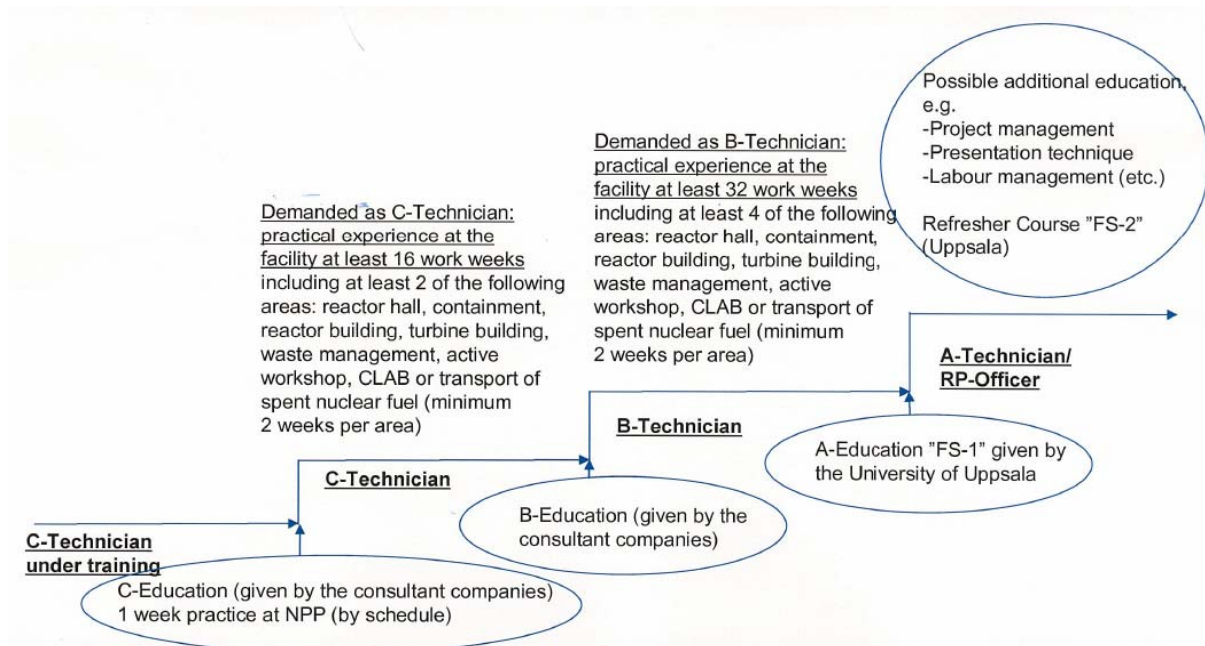 Possible additional education,
e.g.
-Project management
-Presentation technique
-Labour management (etc.)
Refresher Course "FS-2"
(Uppsala)
Demanded as B-Technician:
practical experience at the
facility at least 32 work weeks
including at least 4 of the following
areas: reactor hall, containment,
reactor building, turbine building,
waste management, active
workshop, CLAB or transport of
spent nuclear fuel (minimum
2 weeks per area)
Demanded as C-Technician:
practical experience at the
facility at least 16 work weeks
including at least 2 of the following
areas: reactor hall, containment,
reactor building, turbine building,
waste management, active
workshop, CLAB or transport of
spent nuclear fuel (minimum
2 weeks per area)
A-Technician/
RP-Officer
B-Technician
A-Education "FS-1" given by
the University of Uppsala
C-Technician
B-Education (given by the
consultant companies)
C-Technician
under training
C-Education (given by the consultant companies)
1 week practice at NPP (by schedule)